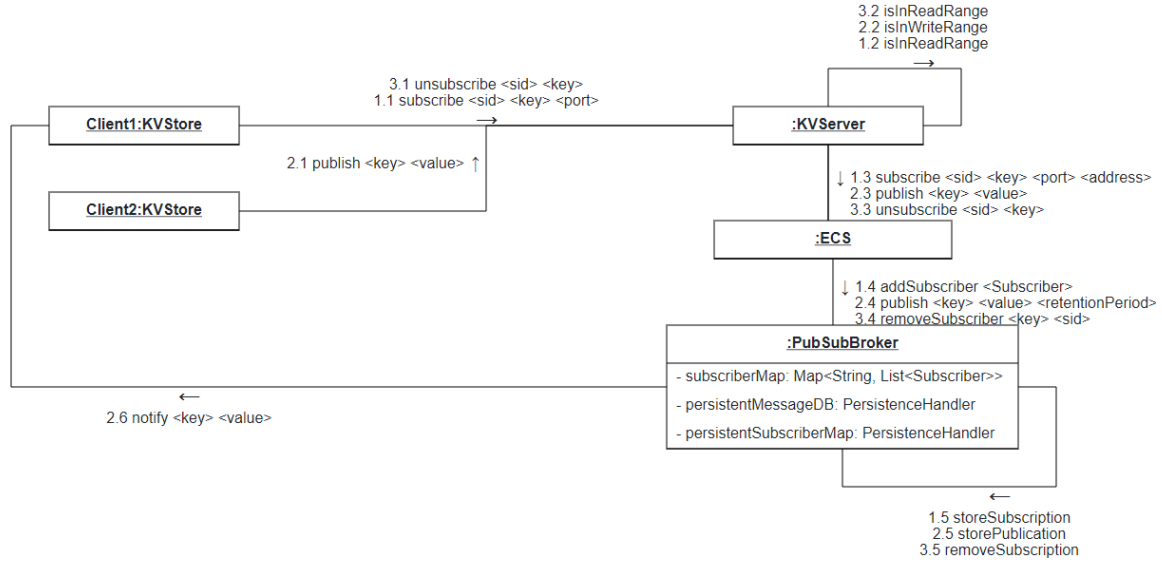 3.2 isInReadRange
2.2 isInWriteRange
1.2 isInReadRange
3.1 unsubscribe <sid> <key>
1.1 subscribe <sid> <key> <port>
Client1:KVStore
:KVServer
2.1 publish <key> <value>
Client2:KVStore
1.3 subscribe <sid> <key> <port> <address>
2.3 publish <key> <value>
3.3 unsubscribe <sid> <key>
:ECS
1.4 addSubscriber <Subscriber>
2.4 publish <key> <value> <retentionPeriod>
3.4 removeSubscriber <key> <sid>
:PubSubBroker
- subscriberMap: Map<String, List<Subscriber>>
- persistentMessageDB: PersistenceHandler
- persistentSubscriberMap: PersistenceHandler
2.6 notify <key> <value>
1.5 storeSubscription
2.5 storePublication
3.5 removeSubscription